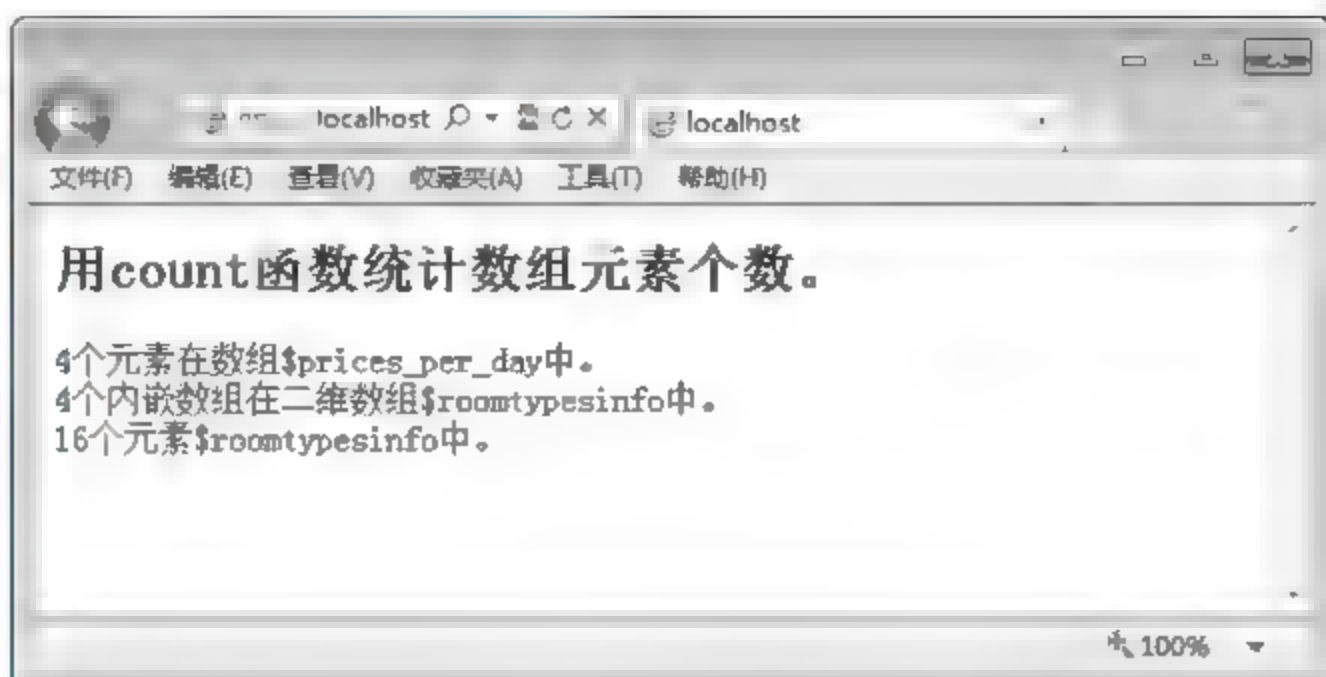 localhost
localhost
文件(F) 编辑(E) 查看(V) 收藏夹(A) 工具(T) 帮助(H)
用count函数统计数组元素个数。
4个元素在数组$prices_per_day中。
4个内嵌数组在二维数组$roomtypesinfo中。
16个元素$roomtypesinfo中。
100%